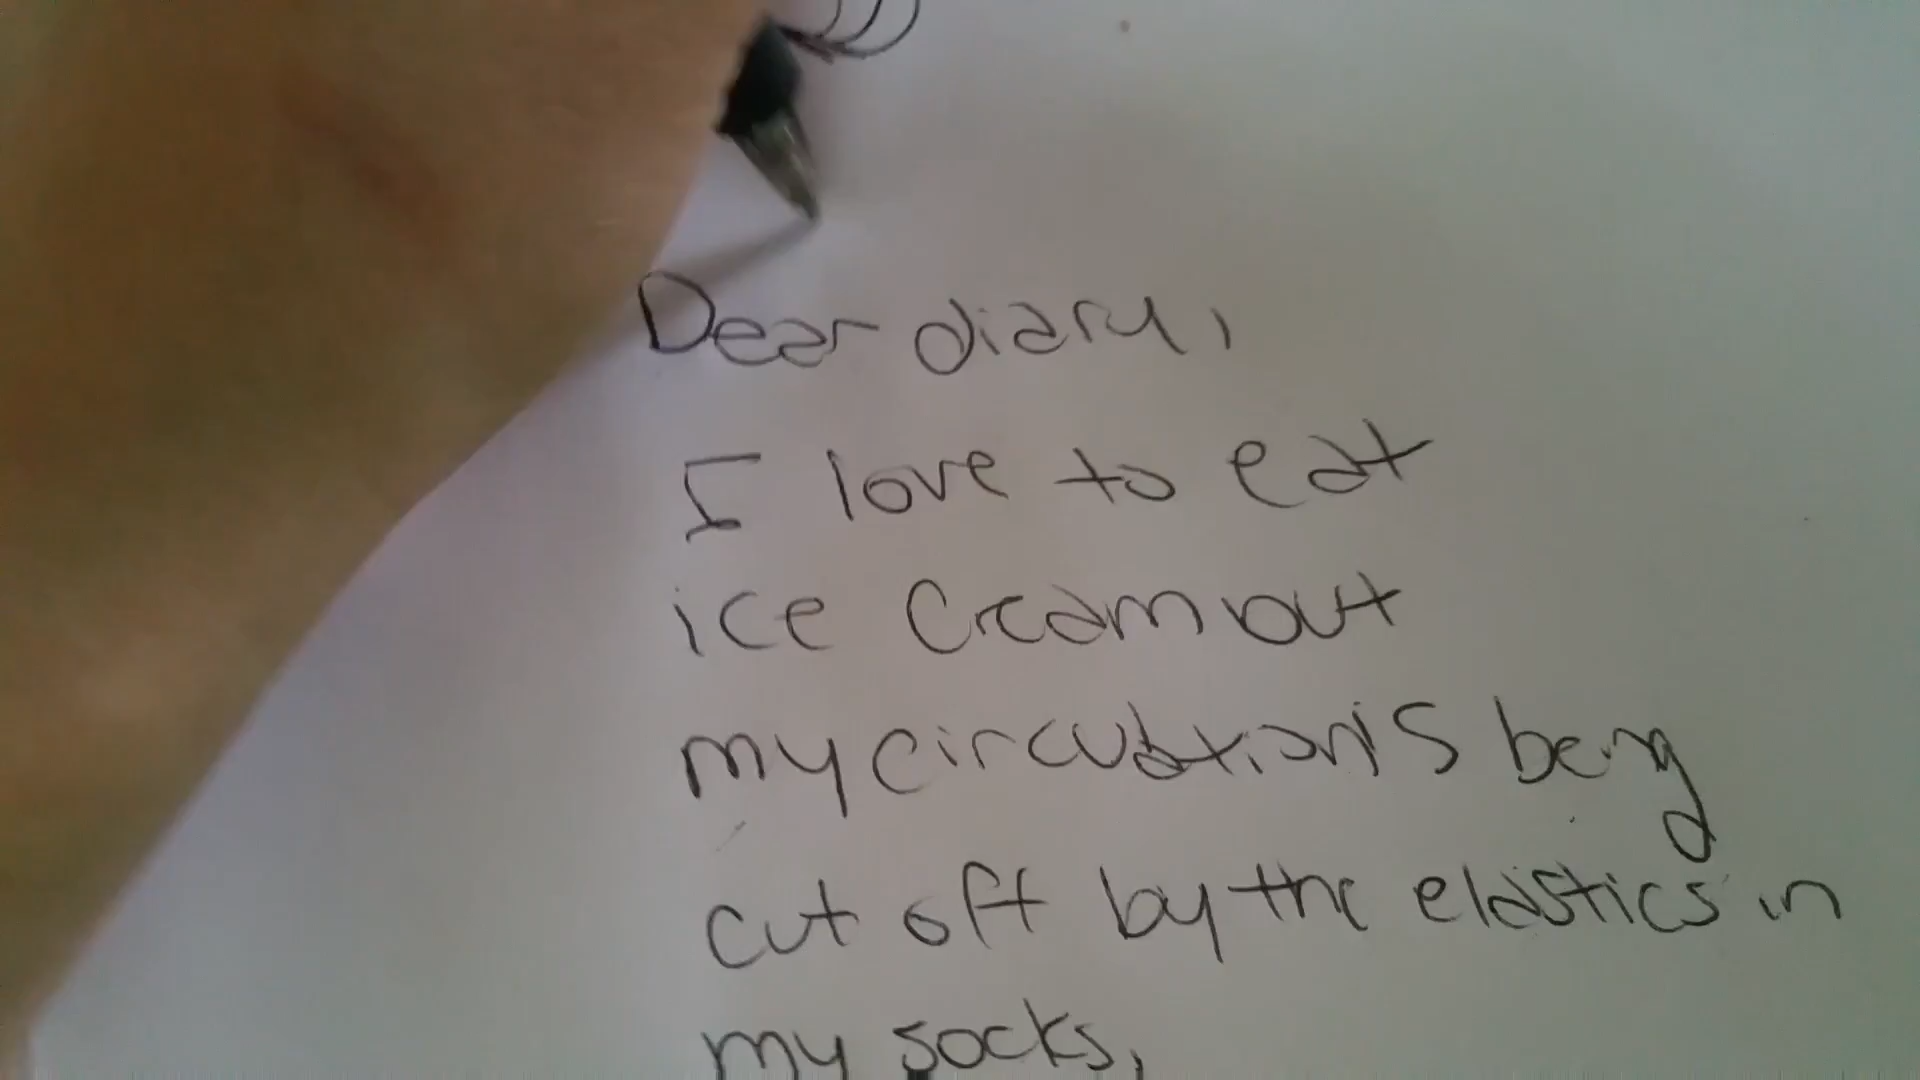 Dear diary,
I love to eat
ice Cream out
my circulation's being
cut off by the elastics in
my socks,